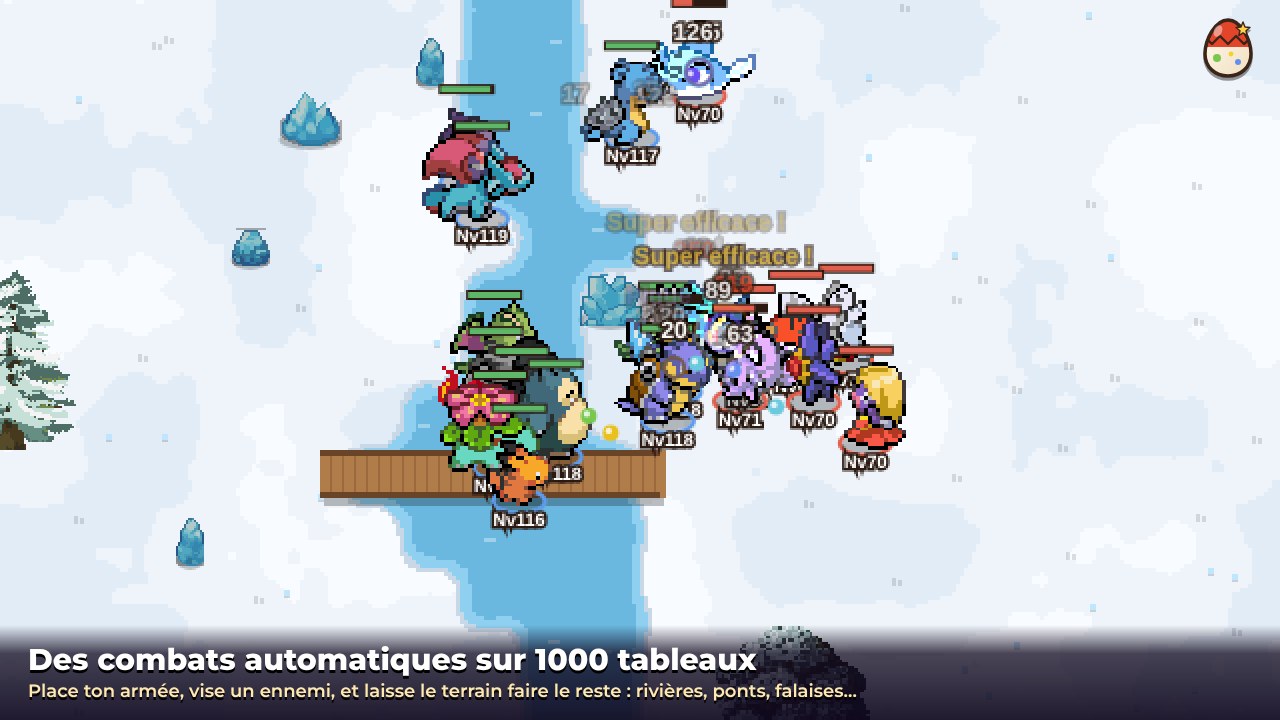 Nv70
17
Nv117
Nv119
Super efficace !
Super efficace !
89
20
63
8
Nv71
Nv70
Nv118
Nv70
118
Nv116
Des combats automatiques sur 1000 tableaux
Place ton armée, vise un ennemi, et laisse le terrain faire le reste : rivières, ponts, falaises...